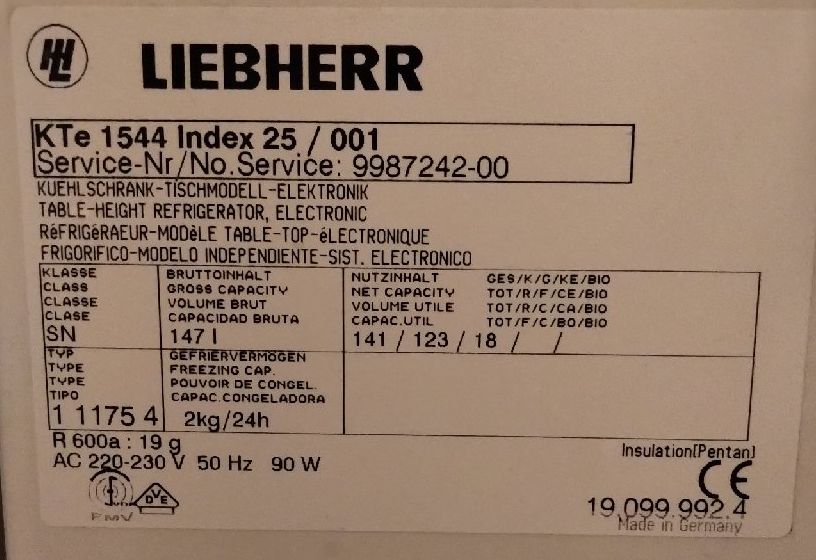 HL
LIEBHERR
KTe 1544 Index 25 / 001
Service-Nr/No.Service: 9987242-00
KUEHLSCHRANK-TISCHMODELL-ELEKTRONIK
TABLE-HEIGHT REFRIGERATOR, ELECTRONIC
RéFRIGéRAEUR-MODèLE TABLE-TOP-éLECTRONIQUE
FRIGORIFICO-MODELO INDEPENDIENTE-SIST. ELECTRONICO
KLASSE BRUTTOINHALT NUTZINHALT GES/K/G/KE/BIO
CLASS GROSS CAPACITY NET CAPACITY TOT/R/F/CE/BIO
CLASSE VOLUME BRUT VOLUME UTILE TOT/R/C/CA/BIO
CLASE CAPACIDAD BRUTA CAPAC.UTIL TOT/F/C/BO/BIO
SN 147 l 141 / 123 / 18 / /
TYP GEFRIERVERMÖGEN
TYPE FREEZING CAP.
TYPE POUVOIR DE CONGEL.
TIPO CAPAC.CONGELADORA
1 1175 4 2kg/24h
R 600a : 19 g Insulation(Pentan)
AC 220-230 V 50 Hz 90 W CE
S DVE
EMV 19.099.992.4
Made in Germany